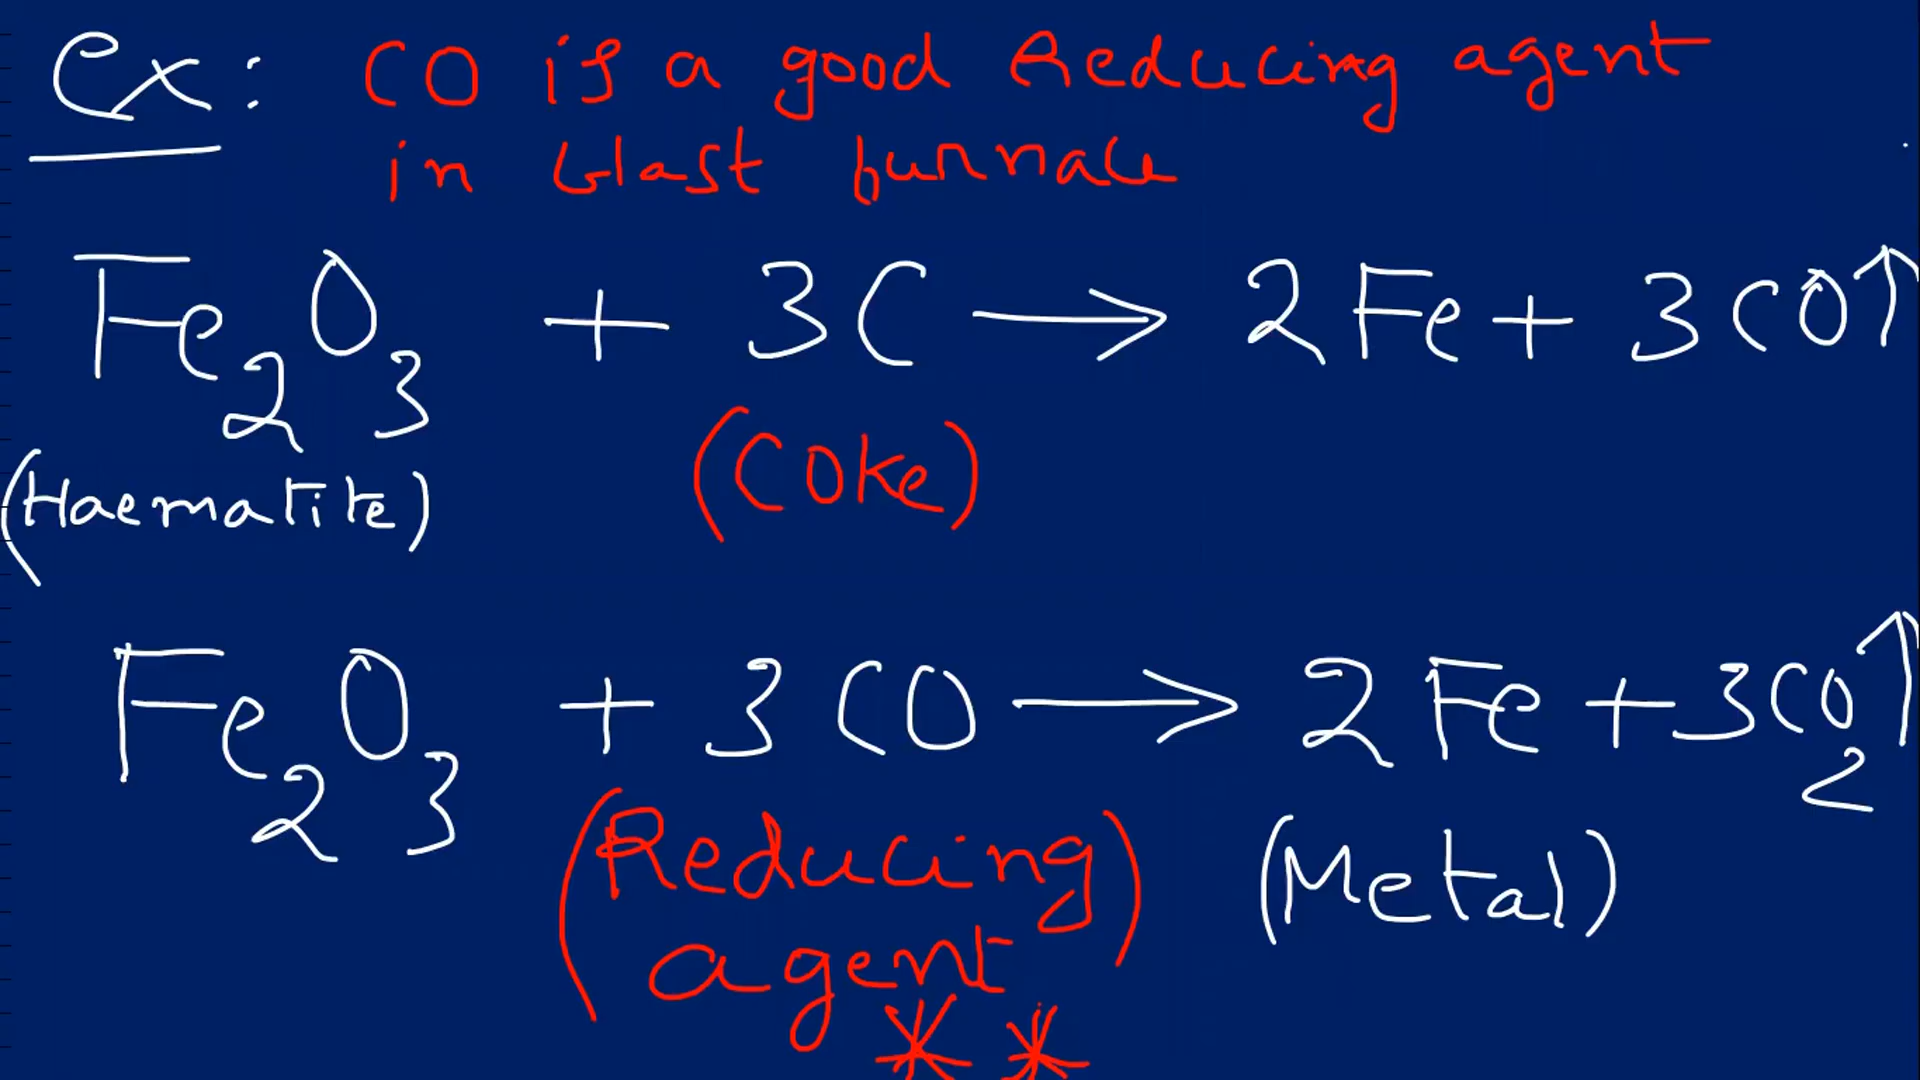 ex: CO is a good Reducing agent
in blast furnace
Fe₂O₃ + 3C → 2Fe + 3CO↑
(Haematite) (Coke)
Fe₂O₃ + 3CO → 2Fe + 3CO₂↑
(Reducing agent) (Metal)
**